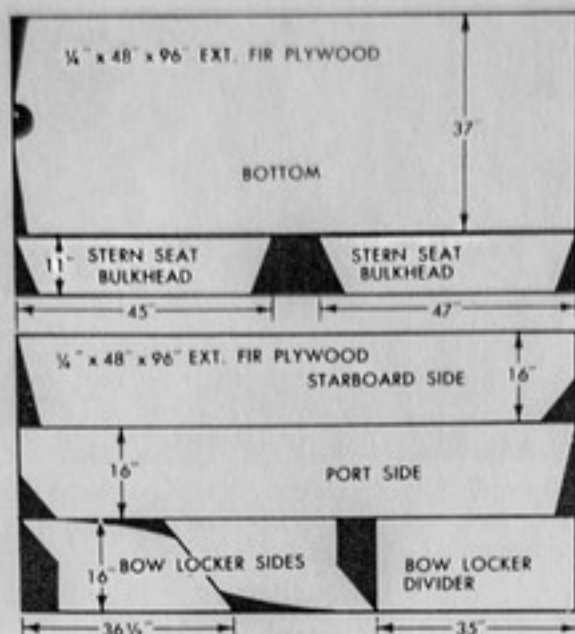 ¼" x 48" x 96" EXT. FIR PLYWOOD
37"
BOTTOM
11"
STERN SEAT
BULKHEAD
STERN SEAT
BULKHEAD
45"
47"
¼" x 48" x 96" EXT. FIR PLYWOOD
STARBOARD SIDE
16"
16"
PORT SIDE
16"
BOW LOCKER SIDES
BOW LOCKER
DIVIDER
36¼"
35"